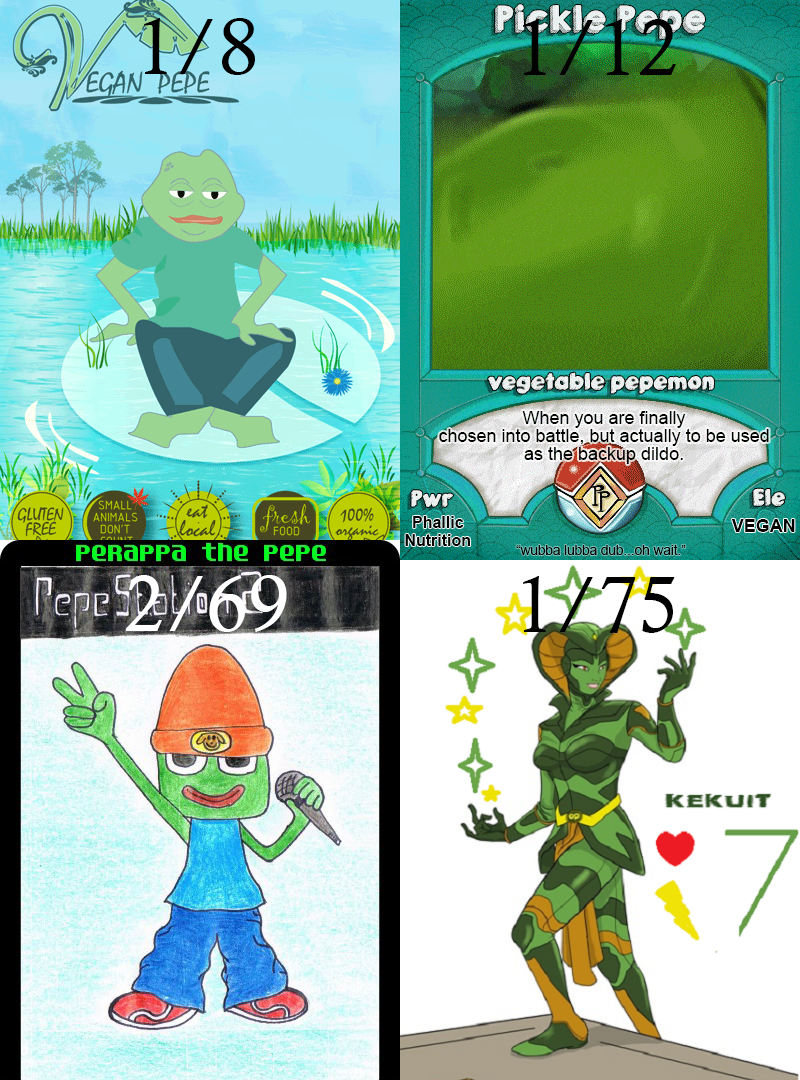 VEGAN PEPE
1/8
GLUTEN
FREE
SMALL
ANIMALS
DON'T
COUNT
eat
local
fresh
FOOD
100%
organic
Pickle Pepe
1/12
vegetable pepemon
When you are finally
chosen into battle, but actually to be used
as the backup dildo.
PP
Pwr
Ele
Phallic
Nutrition
VEGAN
"wubba lubba dub...oh wait."
PERAPPA THE PEPE
PepeStation
2/69
1/75
KEKUIT
7